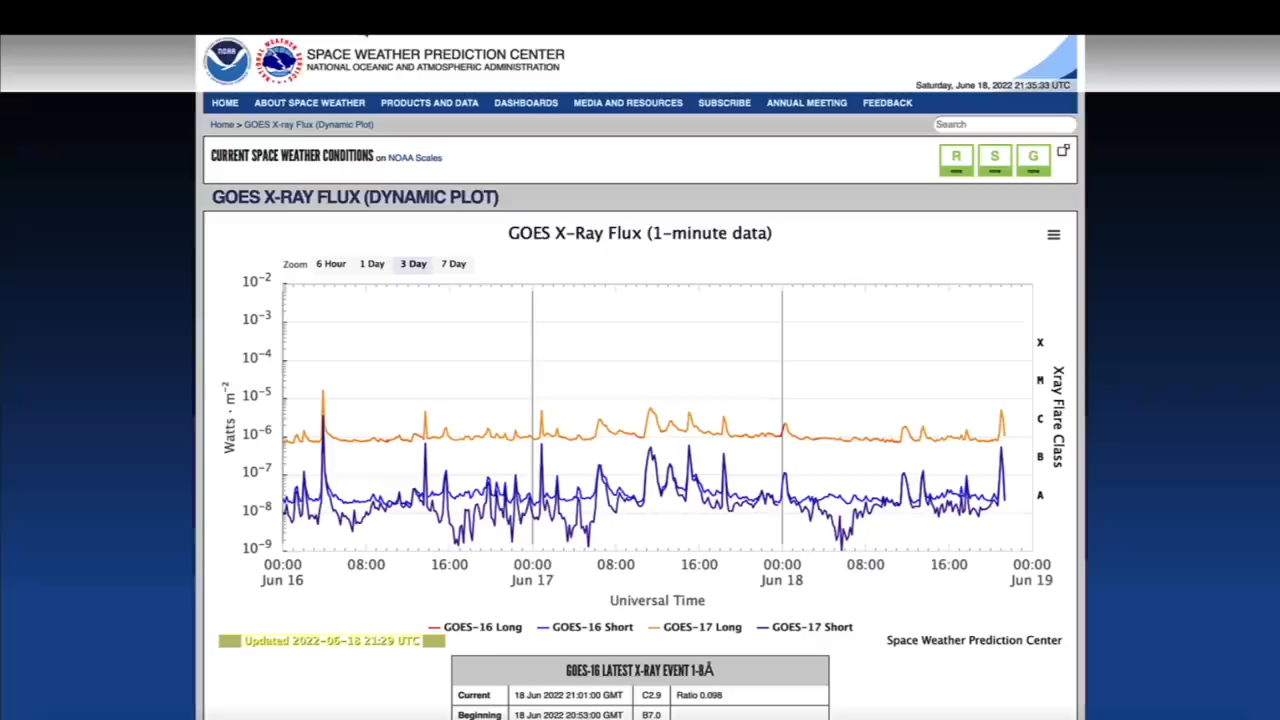 NOAA
SPACE WEATHER PREDICTION CENTER
NATIONAL OCEANIC AND ATMOSPHERIC ADMINISTRATION
Saturday, June 18, 2022 21:35:33 UTC
HOME ABOUT SPACE WEATHER PRODUCTS AND DATA DASHBOARDS MEDIA AND RESOURCES SUBSCRIBE ANNUAL MEETING FEEDBACK
Home > GOES X-ray Flux (Dynamic Plot)
Search
CURRENT SPACE WEATHER CONDITIONS on NOAA Scales
R S G
none none none
GOES X-RAY FLUX (DYNAMIC PLOT)
GOES X-Ray Flux (1-minute data)
Zoom 6 Hour 1 Day 3 Day 7 Day
10⁻²
10⁻³
10⁻⁴
10⁻⁵
10⁻⁶
10⁻⁷
10⁻⁸
10⁻⁹
Watts · m⁻²
X
M
C
B
A
Xray Flare Class
00:00 08:00 16:00 00:00 08:00 16:00 00:00 08:00 16:00 00:00
Jun 16 Jun 17 Jun 18 Jun 19
Universal Time
GOES-16 Long GOES-16 Short GOES-17 Long GOES-17 Short
Updated 2022-06-18 21:29 UTC
Space Weather Prediction Center
GOES-16 LATEST X-RAY EVENT 1-8Å
Current 18 Jun 2022 21:01:00 GMT C2.9 Ratio 0.098
Beginning 18 Jun 2022 20:53:00 GMT B7.0